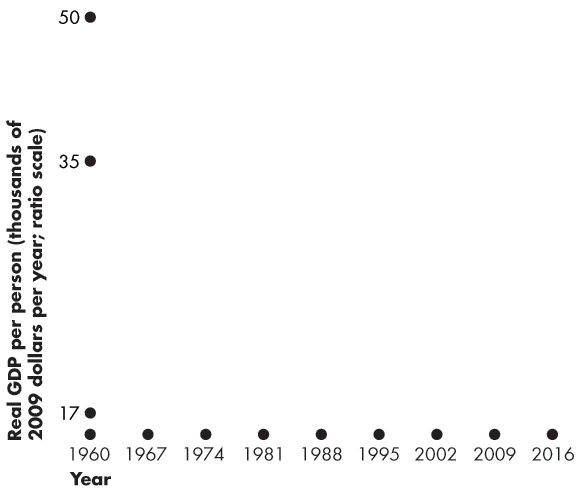 Real GDP per person (thousands of
2009 dollars per year; ratio scale)
50
35
17
1960 1967 1974 1981 1988 1995 2002 2009 2016
Year